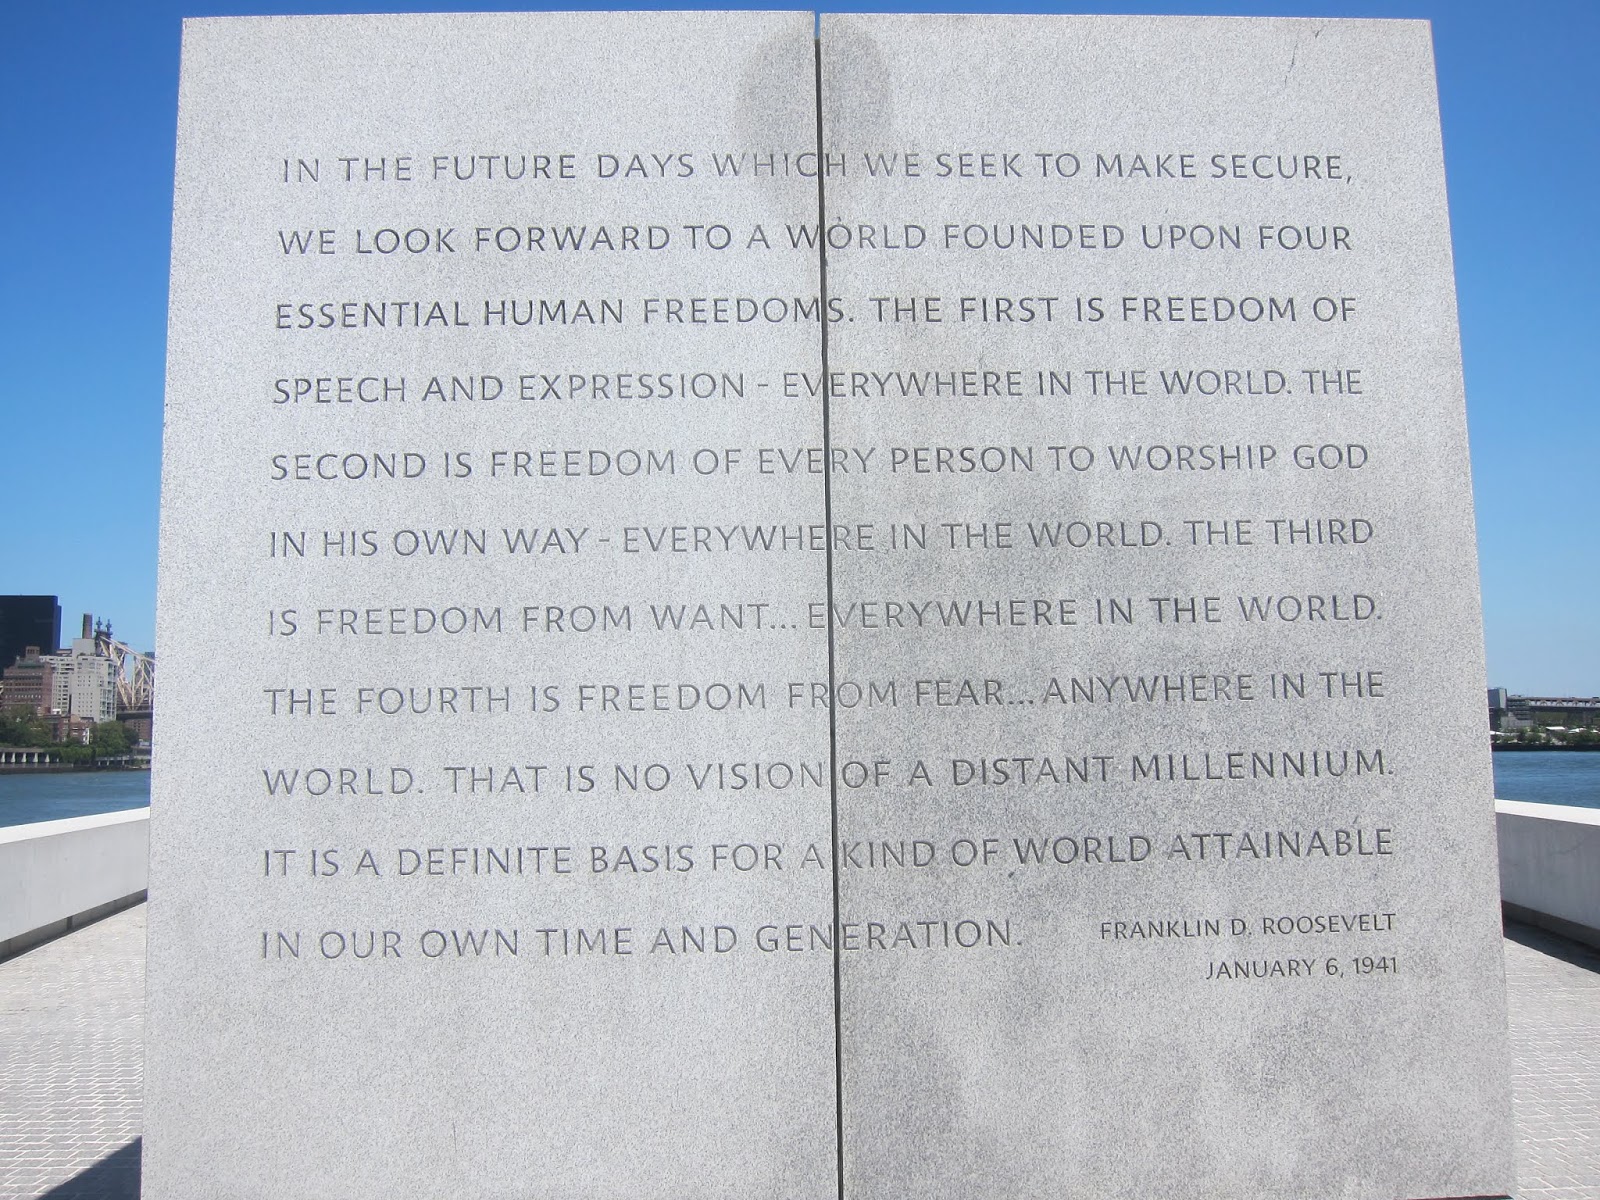 IN THE FUTURE DAYS WHICH WE SEEK TO MAKE SECURE,
WE LOOK FORWARD TO A WORLD FOUNDED UPON FOUR
ESSENTIAL HUMAN FREEDOMS. THE FIRST IS FREEDOM OF
SPEECH AND EXPRESSION - EVERYWHERE IN THE WORLD. THE
SECOND IS FREEDOM OF EVERY PERSON TO WORSHIP GOD
IN HIS OWN WAY - EVERYWHERE IN THE WORLD. THE THIRD
IS FREEDOM FROM WANT... EVERYWHERE IN THE WORLD.
THE FOURTH IS FREEDOM FROM FEAR... ANYWHERE IN THE
WORLD. THAT IS NO VISION OF A DISTANT MILLENNIUM.
IT IS A DEFINITE BASIS FOR A KIND OF WORLD ATTAINABLE
IN OUR OWN TIME AND GENERATION.
FRANKLIN D. ROOSEVELT
JANUARY 6, 1941